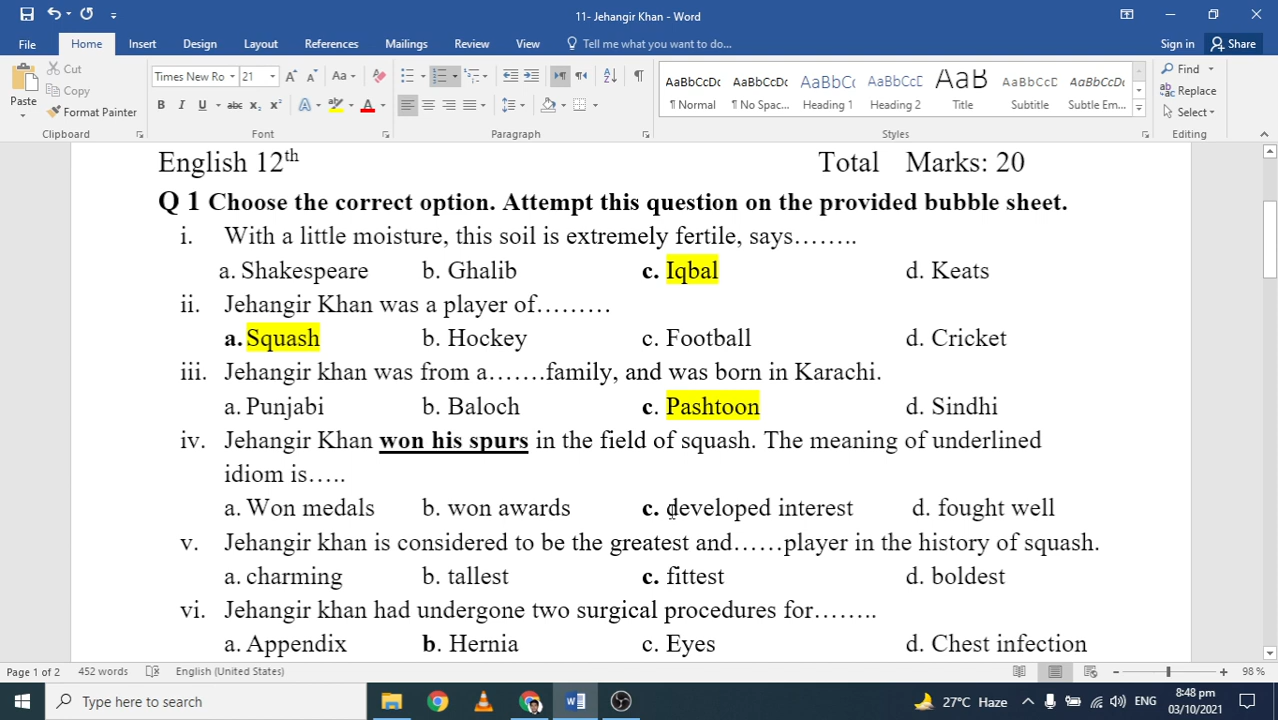 11- Jehangir Khan - Word
File Home Insert Design Layout References Mailings Review View Tell me what you want to do... Sign in Share
Paste Cut Copy Format Painter
Times New Ro 21
AaBbCcDc AaBbCcDc AaBbCc AaBbCcD AaB AaBbCcD AaBbCcDc
¶ Normal ¶ No Spac... Heading 1 Heading 2 Title Subtitle Subtle Em...
Find Replace Select
Clipboard Font Paragraph Styles Editing
English 12th Total Marks: 20
Q 1 Choose the correct option. Attempt this question on the provided bubble sheet.
i. With a little moisture, this soil is extremely fertile, says……..
a. Shakespeare b. Ghalib c. Iqbal d. Keats
ii. Jehangir Khan was a player of………
a. Squash b. Hockey c. Football d. Cricket
iii. Jehangir khan was from a…….family, and was born in Karachi.
a. Punjabi b. Baloch c. Pashtoon d. Sindhi
iv. Jehangir Khan won his spurs in the field of squash. The meaning of underlined
idiom is…..
a. Won medals b. won awards c. developed interest d. fought well
v. Jehangir khan is considered to be the greatest and……player in the history of squash.
a. charming b. tallest c. fittest d. boldest
vi. Jehangir khan had undergone two surgical procedures for……..
a. Appendix b. Hernia c. Eyes d. Chest infection
Page 1 of 2 452 words English (United States) 98 %
Type here to search 27°C Haze ENG 8:48 pm
03/10/2021